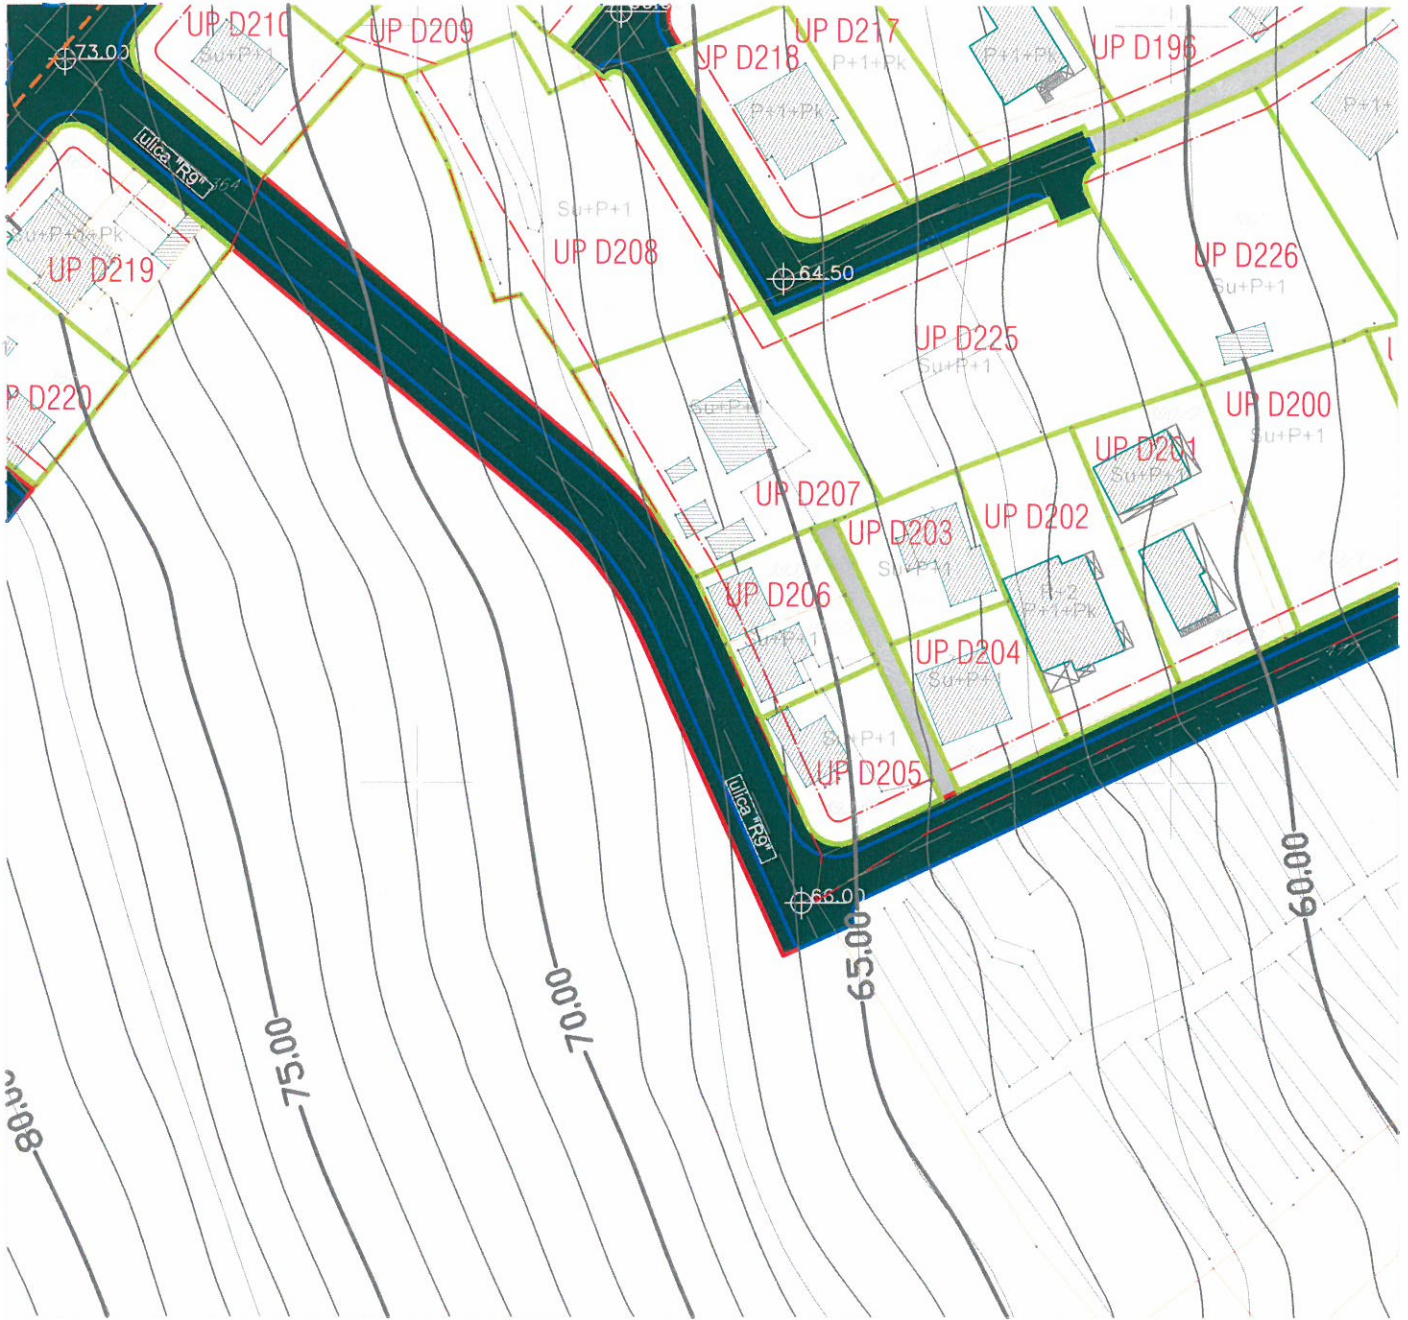 73.00
UP D210
Su+P+1
UP D209
UP D218
P+1+Pk
UP D217
P+1+Pk
P+1+Pk
UP D196
ulica "R9"
364
Su+P+1
UP D208
UP D219
64.50
UP D226
Su+P+1
UP D225
Su+P+1
P D220
Su+P+1
UP D200
Su+P+1
UP D201
UP D207
UP D203
Su+P+1
UP D202
P+2
P+1+Pk
UP D206
Su+P+1
UP D204
Su+P+1
Su+P+1
UP D205
ulica "R9"
66.00
65.00
60.00
70.00
75.00
80.00